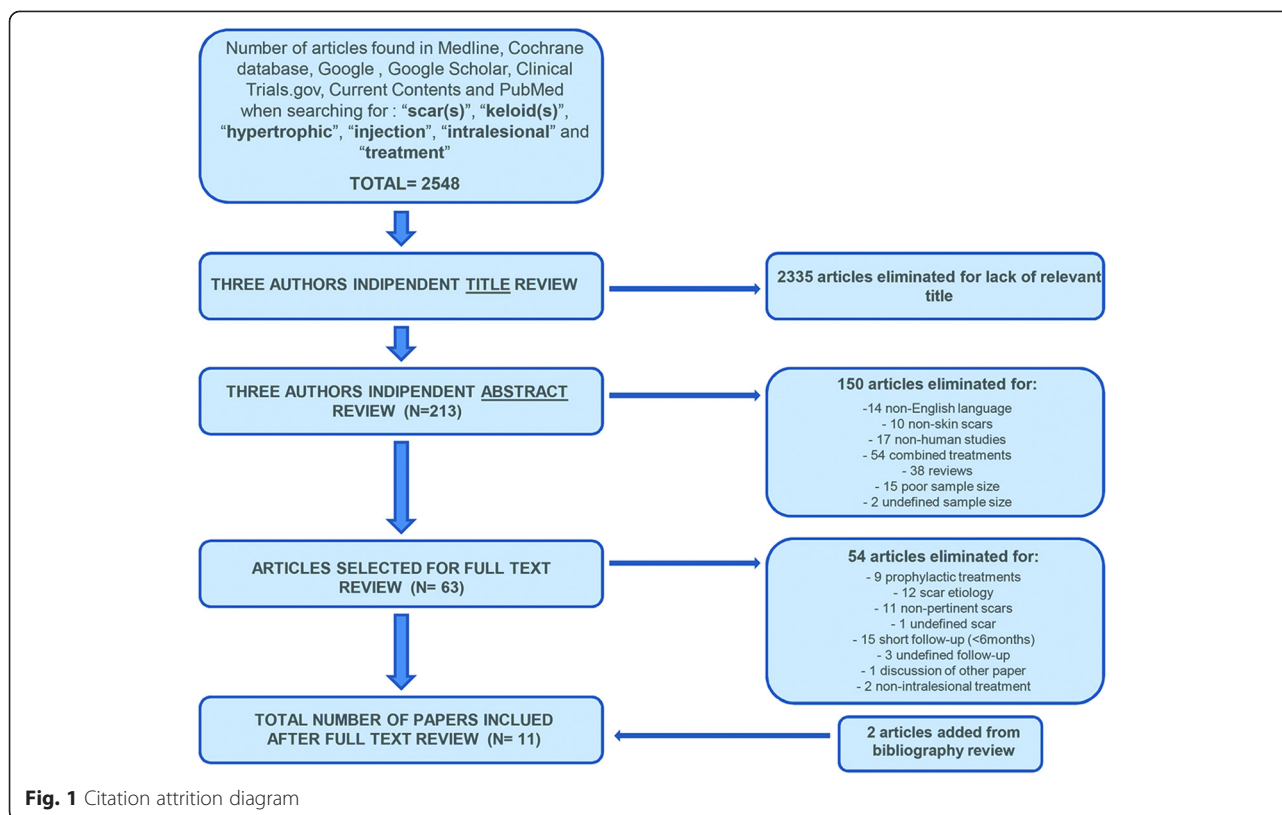 Number of articles found in Medline, Cochrane
database, Google , Google Scholar, Clinical
Trials.gov, Current Contents and PubMed
when searching for : “scar(s)”, “keloid(s)”,
“hypertrophic”, “injection”, “intralesional” and
“treatment”
TOTAL= 2548
THREE AUTHORS INDIPENDENT TITLE REVIEW
2335 articles eliminated for lack of relevant
title
THREE AUTHORS INDIPENDENT ABSTRACT
REVIEW (N=213)
150 articles eliminated for:
-14 non-English language
- 10 non-skin scars
- 17 non-human studies
- 54 combined treatments
- 38 reviews
- 15 poor sample size
- 2 undefined sample size
ARTICLES SELECTED FOR FULL TEXT
REVIEW (N= 63)
54 articles eliminated for:
- 9 prophylactic treatments
- 12 scar etiology
- 11 non-pertinent scars
- 1 undefined scar
- 15 short follow-up (<6months)
- 3 undefined follow-up
- 1 discussion of other paper
- 2 non-intralesional treatment
TOTAL NUMBER OF PAPERS INCLUED
AFTER FULL TEXT REVIEW (N= 11)
2 articles added from
bibliography review
Fig. 1 Citation attrition diagram